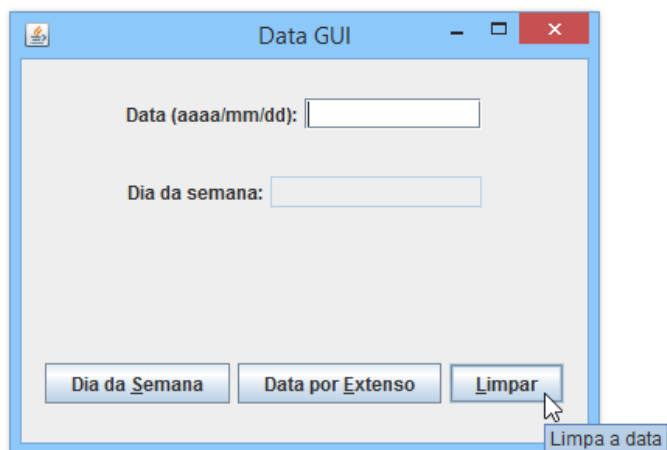 Data GUI
Data (aaaa/mm/dd):
Dia da semana:
Dia da Semana Data por Extenso Limpar
Limpa a data